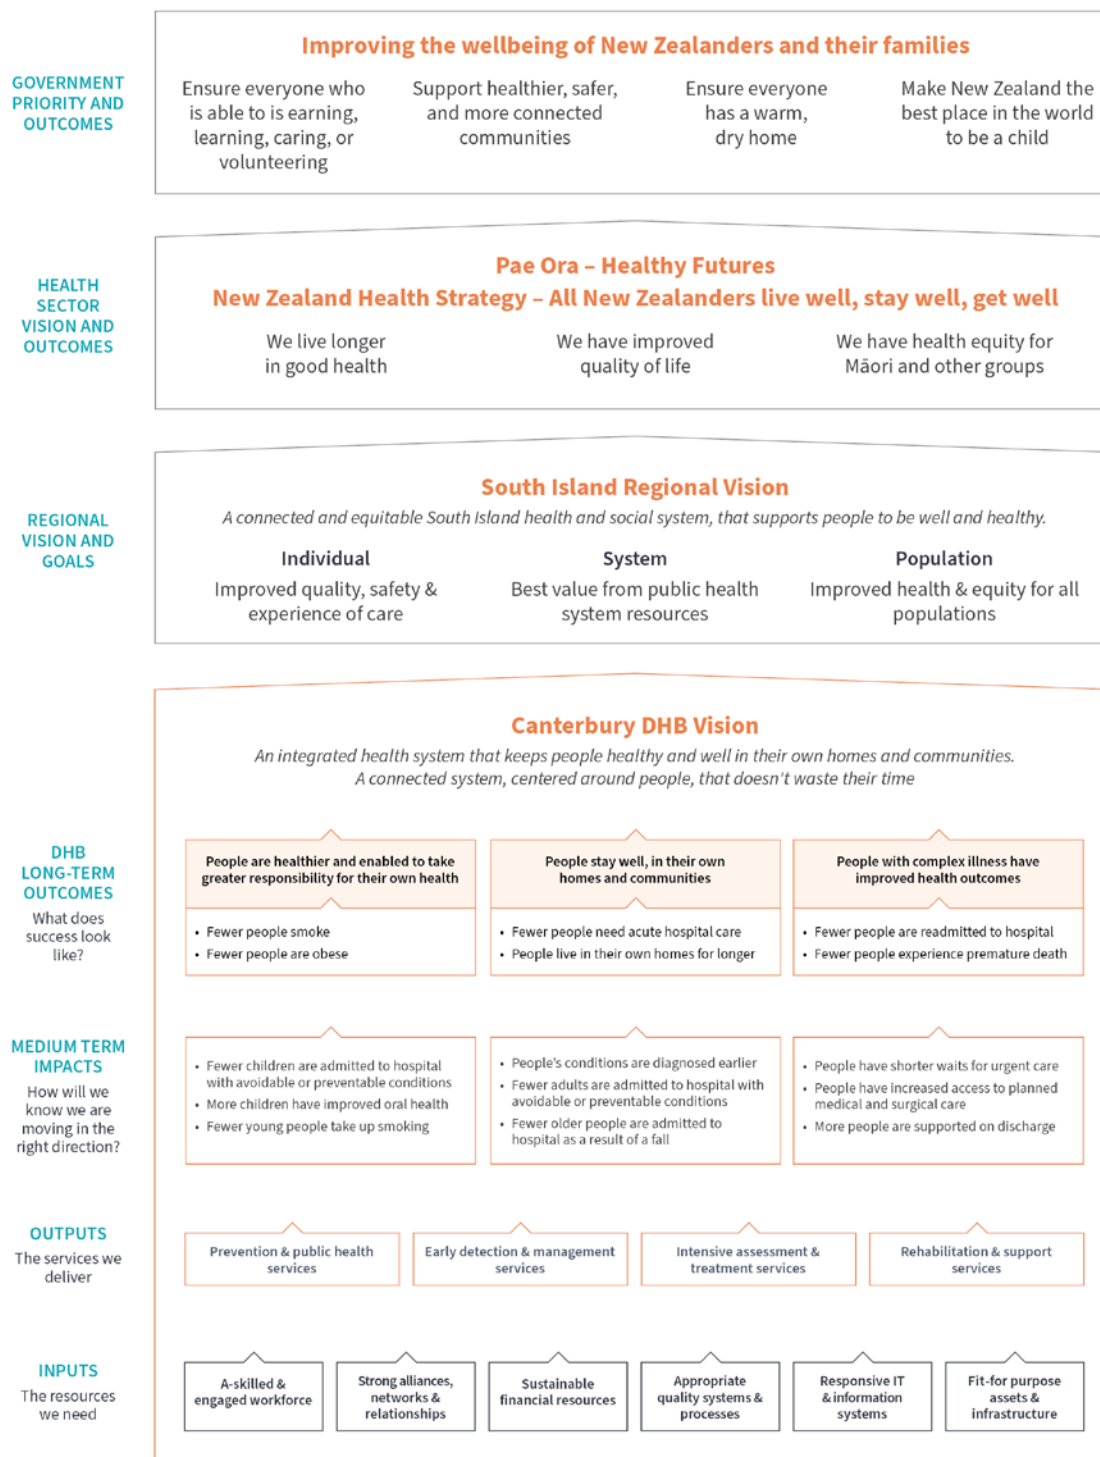 GOVERNMENT
PRIORITY AND
OUTCOMES
Improving the wellbeing of New Zealanders and their families
Ensure everyone who
is able to is earning,
learning, caring, or
volunteering
Support healthier, safer,
and more connected
communities
Ensure everyone
has a warm,
dry home
Make New Zealand the
best place in the world
to be a child
HEALTH
SECTOR
VISION AND
OUTCOMES
Pae Ora – Healthy Futures
New Zealand Health Strategy – All New Zealanders live well, stay well, get well
We live longer
in good health
We have improved
quality of life
We have health equity for
Māori and other groups
REGIONAL
VISION AND
GOALS
South Island Regional Vision
A connected and equitable South Island health and social system, that supports people to be well and healthy.
Individual
Improved quality, safety &
experience of care
System
Best value from public health
system resources
Population
Improved health & equity for all
populations
Canterbury DHB Vision
An integrated health system that keeps people healthy and well in their own homes and communities.
A connected system, centered around people, that doesn't waste their time
DHB
LONG-TERM
OUTCOMES
What does
success look
like?
People are healthier and enabled to take
greater responsibility for their own health
• Fewer people smoke
• Fewer people are obese
People stay well, in their own
homes and communities
• Fewer people need acute hospital care
• People live in their own homes for longer
People with complex illness have
improved health outcomes
• Fewer people are readmitted to hospital
• Fewer people experience premature death
MEDIUM TERM
IMPACTS
How will we
know we are
moving in the
right direction?
• Fewer children are admitted to hospital
with avoidable or preventable conditions
• More children have improved oral health
• Fewer young people take up smoking
• People's conditions are diagnosed earlier
• Fewer adults are admitted to hospital with
avoidable or preventable conditions
• Fewer older people are admitted to
hospital as a result of a fall
• People have shorter waits for urgent care
• People have increased access to planned
medical and surgical care
• More people are supported on discharge
OUTPUTS
The services we
deliver
Prevention & public health
services
Early detection & management
services
Intensive assessment &
treatment services
Rehabilitation & support
services
INPUTS
The resources
we need
A-skilled &
engaged workforce
Strong alliances,
networks &
relationships
Sustainable
financial resources
Appropriate
quality systems &
processes
Responsive IT
& information
systems
Fit-for purpose
assets &
infrastructure